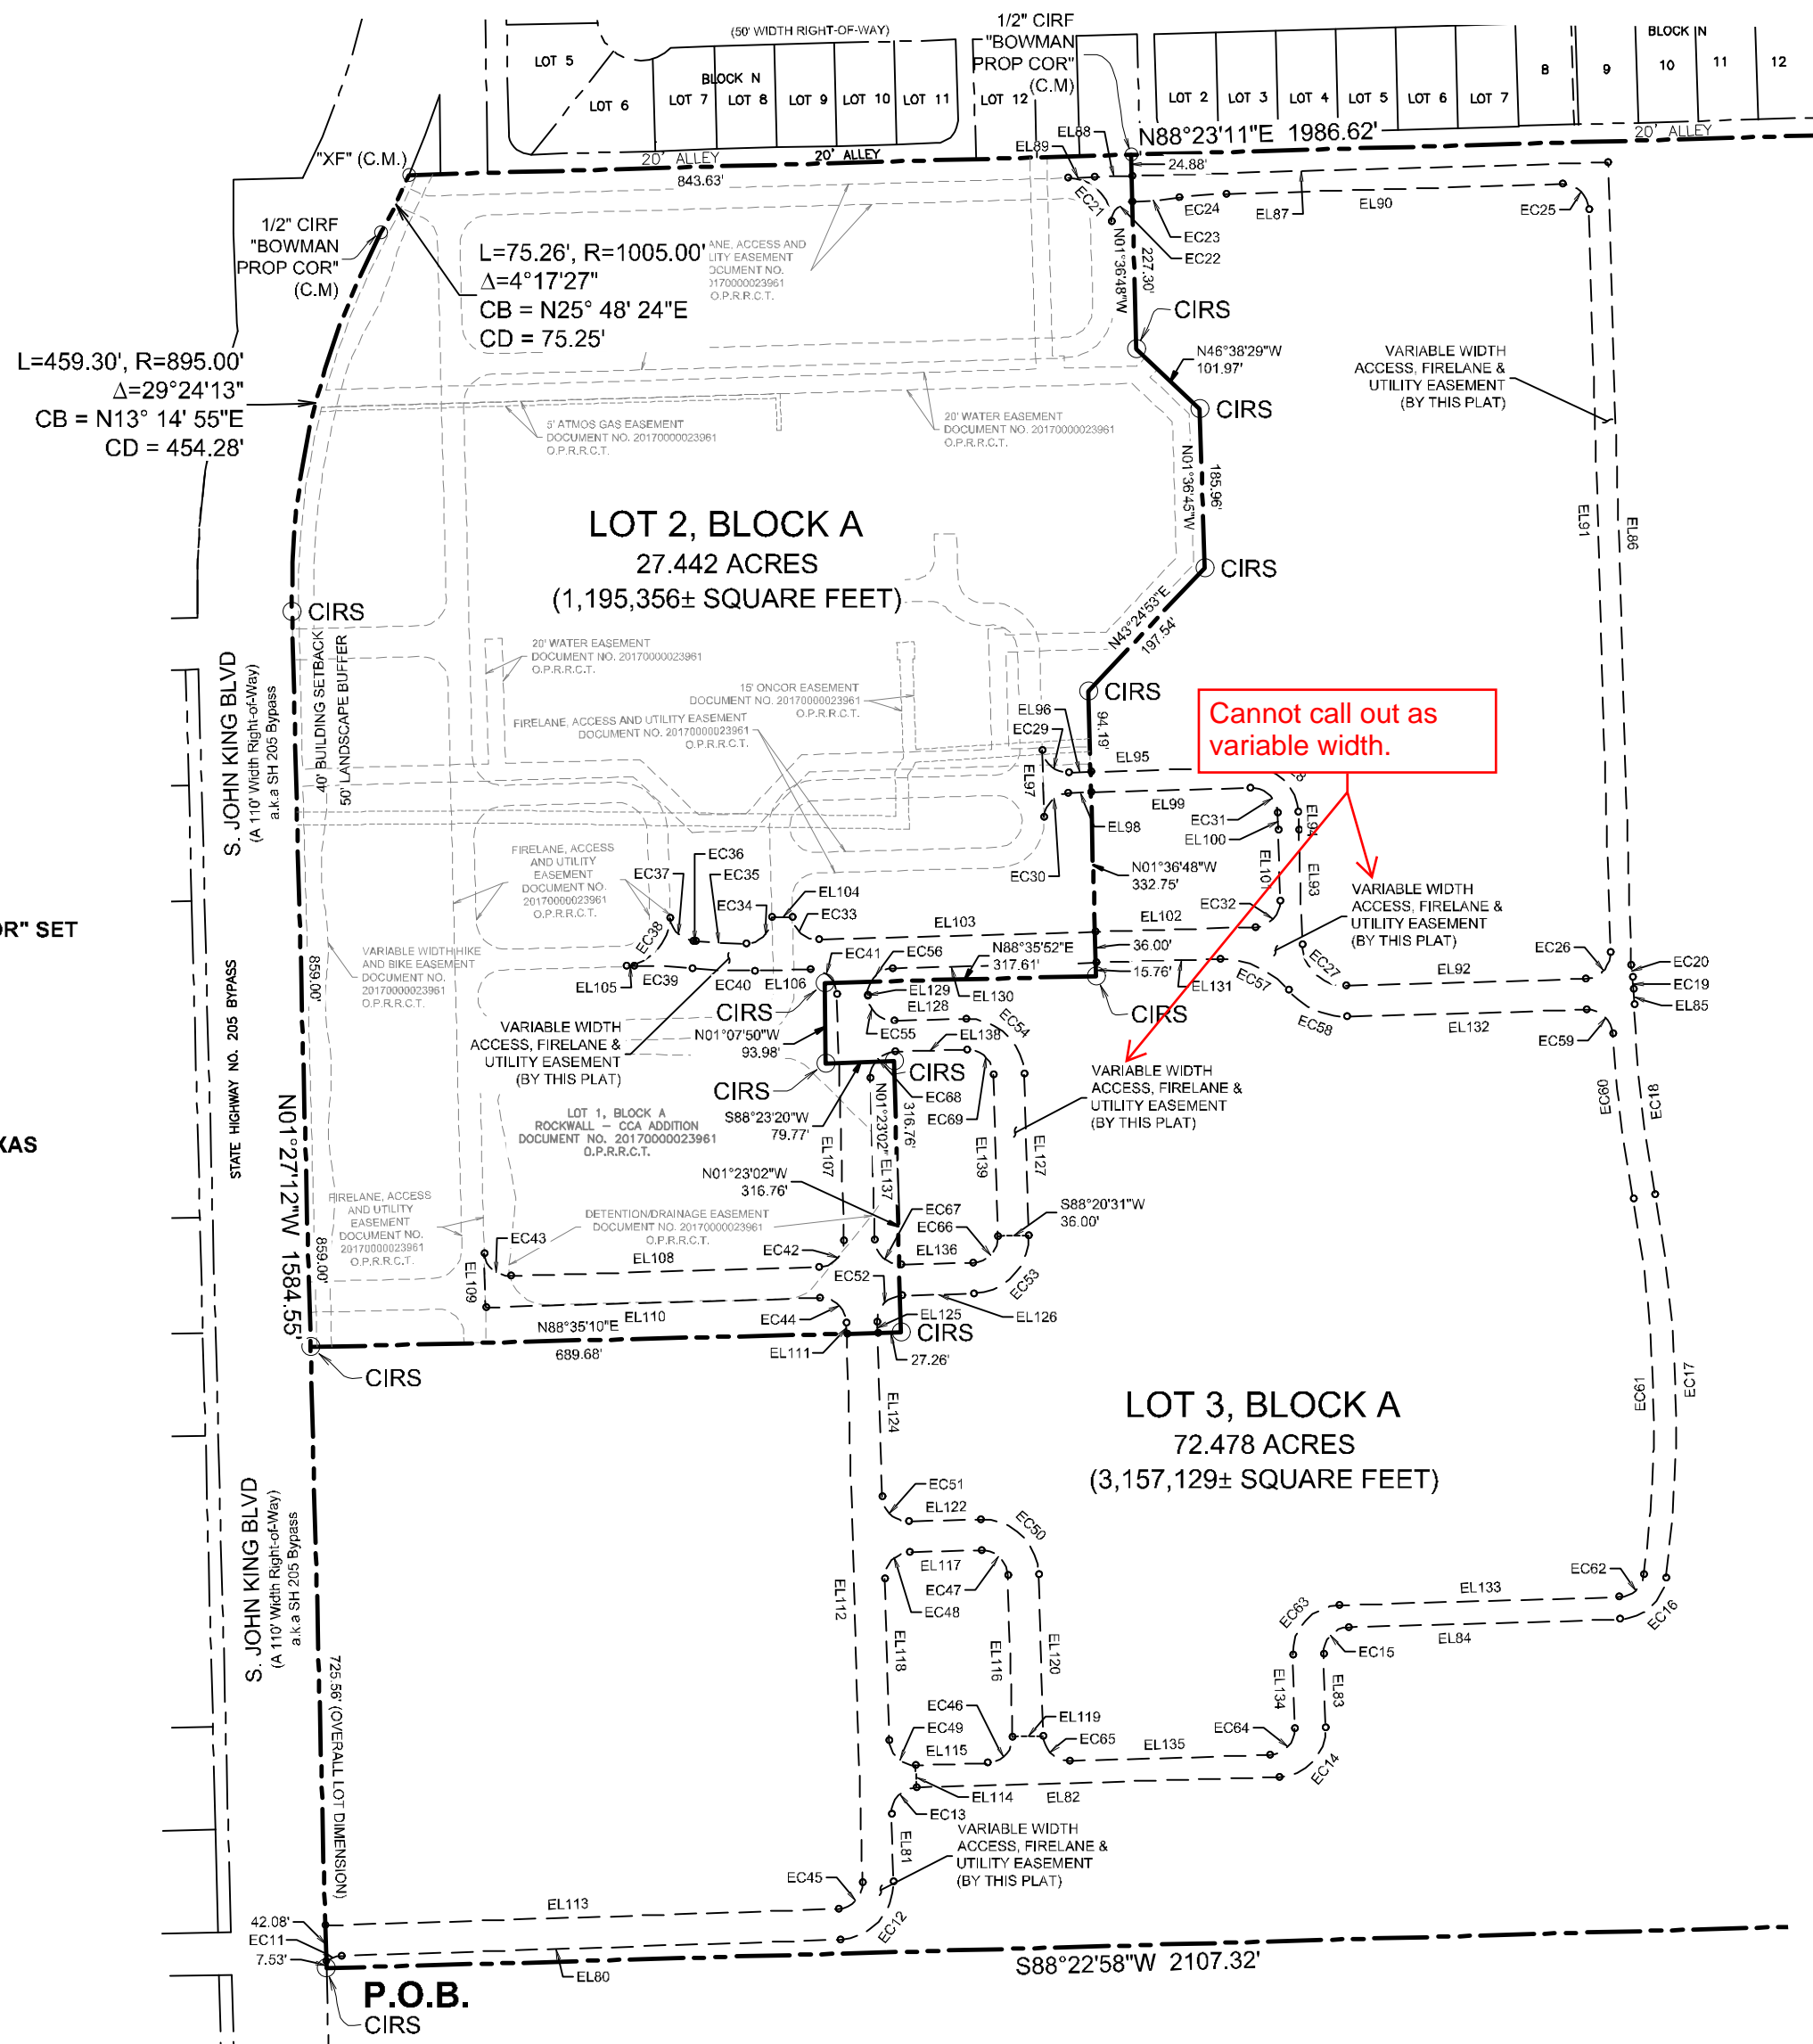 (50' WIDTH RIGHT-OF-WAY)
LOT 5
BLOCK N
LOT 6
LOT 7
LOT 8
LOT 9
LOT 10
LOT 11
LOT 12
1/2" CIRF
"BOWMAN
PROP COR"
(C.M)
LOT 2
LOT 3
LOT 4
LOT 5
LOT 6
LOT 7
8
9
BLOCK N
10
11
12
20' ALLEY
20' ALLEY
20' ALLEY
N88°23'11"E 1986.62'
"XF" (C.M.)
843.63'
EL88
EL89
24.88'
EC21
EC24
EL87
EL90
EC25
EC23
EC22
1/2" CIRF
"BOWMAN
PROP COR"
(C.M)
L=75.26', R=1005.00'
Δ=4°17'27"
CB = N25° 48' 24"E
CD = 75.25'
ANE, ACCESS AND
LITY EASEMENT
OCUMENT NO.
)170000023961
O.P.R.R.C.T.
N01°36'48"W
227.30'
CIRS
N46°38'29"W
101.97'
CIRS
VARIABLE WIDTH
ACCESS, FIRELANE &
UTILITY EASEMENT
(BY THIS PLAT)
L=459.30', R=895.00'
Δ=29°24'13"
CB = N13° 14' 55"E
CD = 454.28'
5' ATMOS GAS EASEMENT
DOCUMENT NO. 20170000023961
O.P.R.R.C.T.
20' WATER EASEMENT
DOCUMENT NO. 20170000023961
O.P.R.R.C.T.
N01°36'45"W
185.96'
EL91
EL86
LOT 2, BLOCK A
27.442 ACRES
(1,195,356± SQUARE FEET)
CIRS
CIRS
N43°24'53"E
197.54'
S. JOHN KING BLVD
(A 110' Width Right-of-Way)
a.k.a SH 205 Bypass
40' BUILDING SETBACK
50' LANDSCAPE BUFFER
20' WATER EASEMENT
DOCUMENT NO. 20170000023961
O.P.R.R.C.T.
15' ONCOR EASEMENT
DOCUMENT NO. 20170000023961
O.P.R.R.C.T.
FIRELANE, ACCESS AND UTILITY EASEMENT
DOCUMENT NO. 20170000023961
O.P.R.R.C.T.
CIRS
Cannot call out as
variable width.
EL96
EC29
94.19'
EL95
EL97
EL99
EC31
EL100
EL94
EL98
EC30
EL101
EL93
N01°36'48"W
332.75'
VARIABLE WIDTH
ACCESS, FIRELANE &
UTILITY EASEMENT
(BY THIS PLAT)
FIRELANE, ACCESS
AND UTILITY
EASEMENT
DOCUMENT NO.
20170000023961
O.P.R.R.C.T.
EC36
EC37
EC35
EC34
EL104
EC33
EC38
EL103
EC32
EL102
OR" SET
VARIABLE WIDTH HIKE
AND BIKE EASEMENT
DOCUMENT NO.
20170000023961
O.P.R.R.C.T.
EC41
EC56
N88°35'52"E
317.61'
36.00'
15.76'
EC26
EC20
EC19
EL85
EL105
EC39
EC40
EL106
EL129
EL130
EL131
EC57
EC27
EL92
CIRS
EL128
EC55
EC54
CIRS
EC58
EL132
EC59
STATE HIGHWAY NO. 205 BYPASS
859.00'
VARIABLE WIDTH
ACCESS, FIRELANE &
UTILITY EASEMENT
(BY THIS PLAT)
N01°07'50"W
93.98'
EL138
CIRS
CIRS
EC68
EC69
VARIABLE WIDTH
ACCESS, FIRELANE &
UTILITY EASEMENT
(BY THIS PLAT)
EC60
EC18
S88°23'20"W
79.77'
LOT 1, BLOCK A
ROCKWALL – CCA ADDITION
DOCUMENT NO. 20170000023961
O.P.R.R.C.T.
XAS
EL107
N01°23'02"
316.76'
EL137
EL139
EL127
N01°23'02"W
316.76'
N01°27'12"W 1584.55'
FIRELANE, ACCESS
AND UTILITY
EASEMENT
DOCUMENT NO.
20170000023961
O.P.R.R.C.T.
DETENTION/DRAINAGE EASEMENT
DOCUMENT NO. 20170000023961
O.P.R.R.C.T.
S88°20'31"W
36.00'
EC67
EC66
EC43
EC42
EL108
EL136
EC52
EC53
859.00'
EL109
EL110
EC44
EL125
EL126
N88°35'10"E
689.68'
EL111
CIRS
27.26'
CIRS
LOT 3, BLOCK A
72.478 ACRES
(3,157,129± SQUARE FEET)
EL124
EC61
EC17
S. JOHN KING BLVD
(A 110' Width Right-of-Way)
a.k.a SH 205 Bypass
EC51
EL122
EC50
EL117
EC47
EC48
EL112
EC62
EL133
EC16
EC63
EL84
EC15
EL118
EL116
EL120
EL134
EL83
725.56' (OVERALL LOT DIMENSION)
EC46
EL119
EC64
EC49
EC65
EL135
EL115
EC14
EL114
EL82
EC13
VARIABLE WIDTH
ACCESS, FIRELANE &
UTILITY EASEMENT
(BY THIS PLAT)
EL81
EC45
EL113
EC12
42.08'
EC11
7.53'
EL80
S88°22'58"W 2107.32'
P.O.B.
CIRS